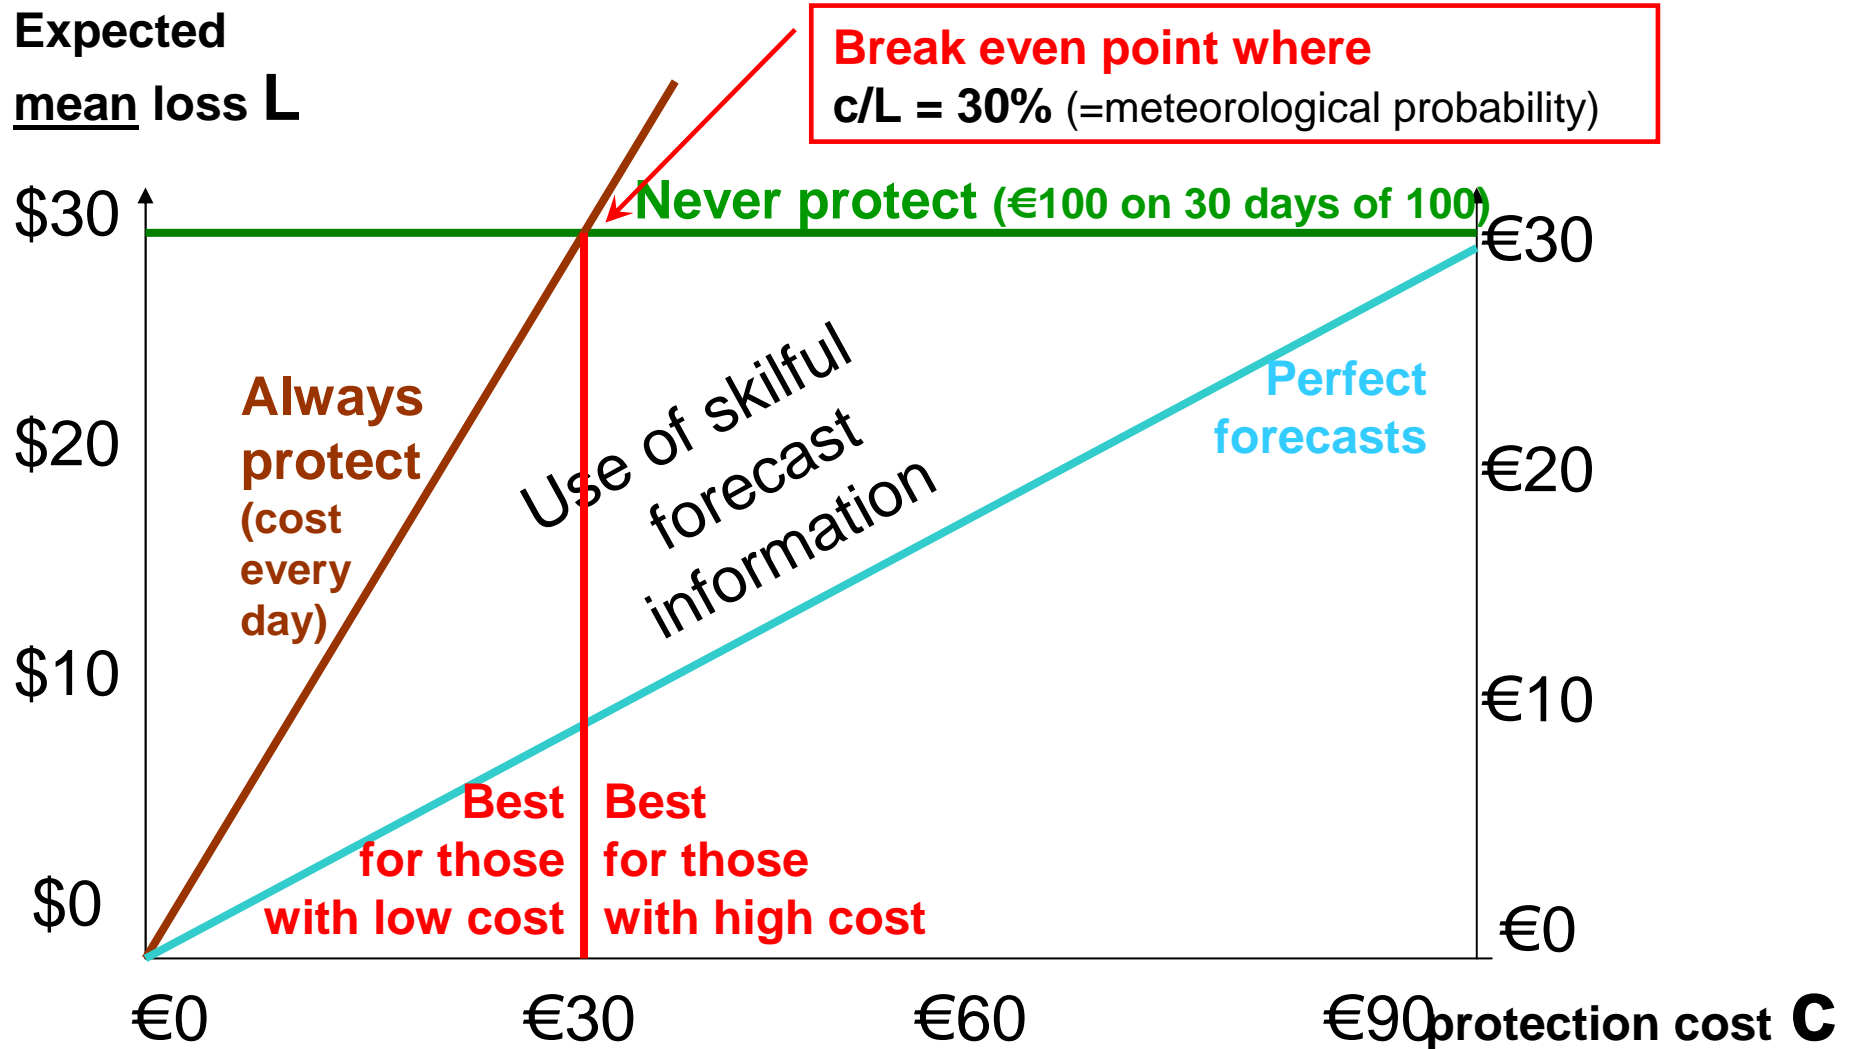 Expected
mean loss L
Break even point where
c/L = 30% (=meteorological probability)
Never protect (€100 on 30 days of 100)
$30
$20
$10
$0
€30
€20
€10
€0
Always
protect
(cost
every
day)
Use of skilful
forecast
information
Perfect
forecasts
Best
for those
with low cost
Best
for those
with high cost
€0
€30
€60
€90
protection cost c